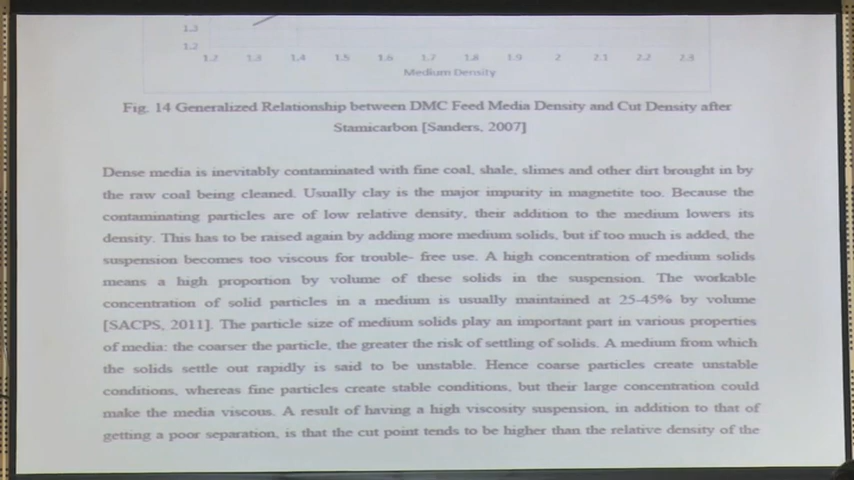 1.3
1.2
1.2 1.3 1.4 1.5 1.6 1.7 1.8 1.9 2 2.1 2.2 2.3
Medium Density
Fig. 14 Generalized Relationship between DMC Feed Media Density and Cut Density after
Stamicarbon [Sanders, 2007]
Dense media is inevitably contaminated with fine coal, shale, slimes and other dirt brought in by
the raw coal being cleaned. Usually clay is the major impurity in magnetite too. Because the
contaminating particles are of low relative density, their addition to the medium lowers its
density. This has to be raised again by adding more medium solids, but if too much is added, the
suspension becomes too viscous for trouble- free use. A high concentration of medium solids
means a high proportion by volume of these solids in the suspension. The workable
concentration of solid particles in a medium is usually maintained at 25-45% by volume
[SACPS, 2011]. The particle size of medium solids play an important part in various properties
of media: the coarser the particle, the greater the risk of settling of solids. A medium from which
the solids settle out rapidly is said to be unstable. Hence coarse particles create unstable
conditions, whereas fine particles create stable conditions, but their large concentration could
make the media viscous. A result of having a high viscosity suspension, in addition to that of
getting a poor separation, is that the cut point tends to be higher than the relative density of the